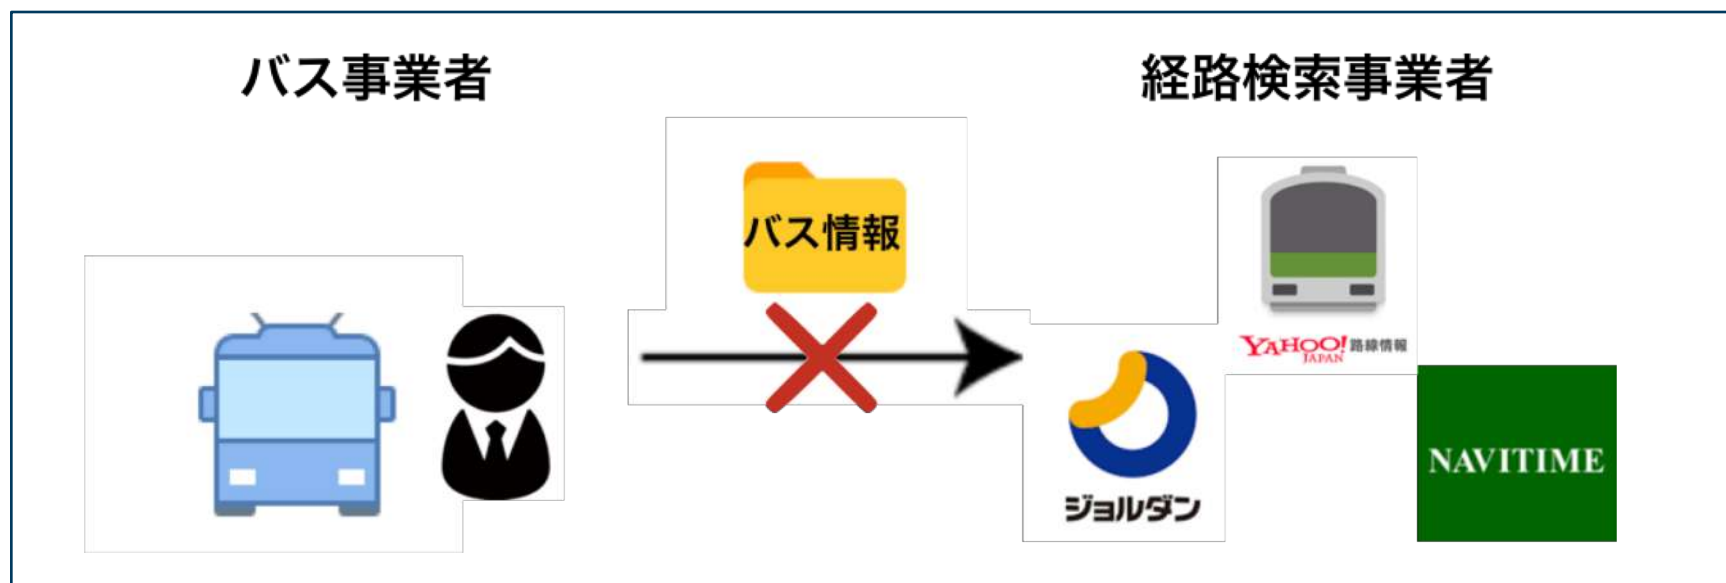 バス事業者
経路検索事業者
バス情報
YAHOO! 路線情報
JAPAN
ジョルダン
NAVITIME